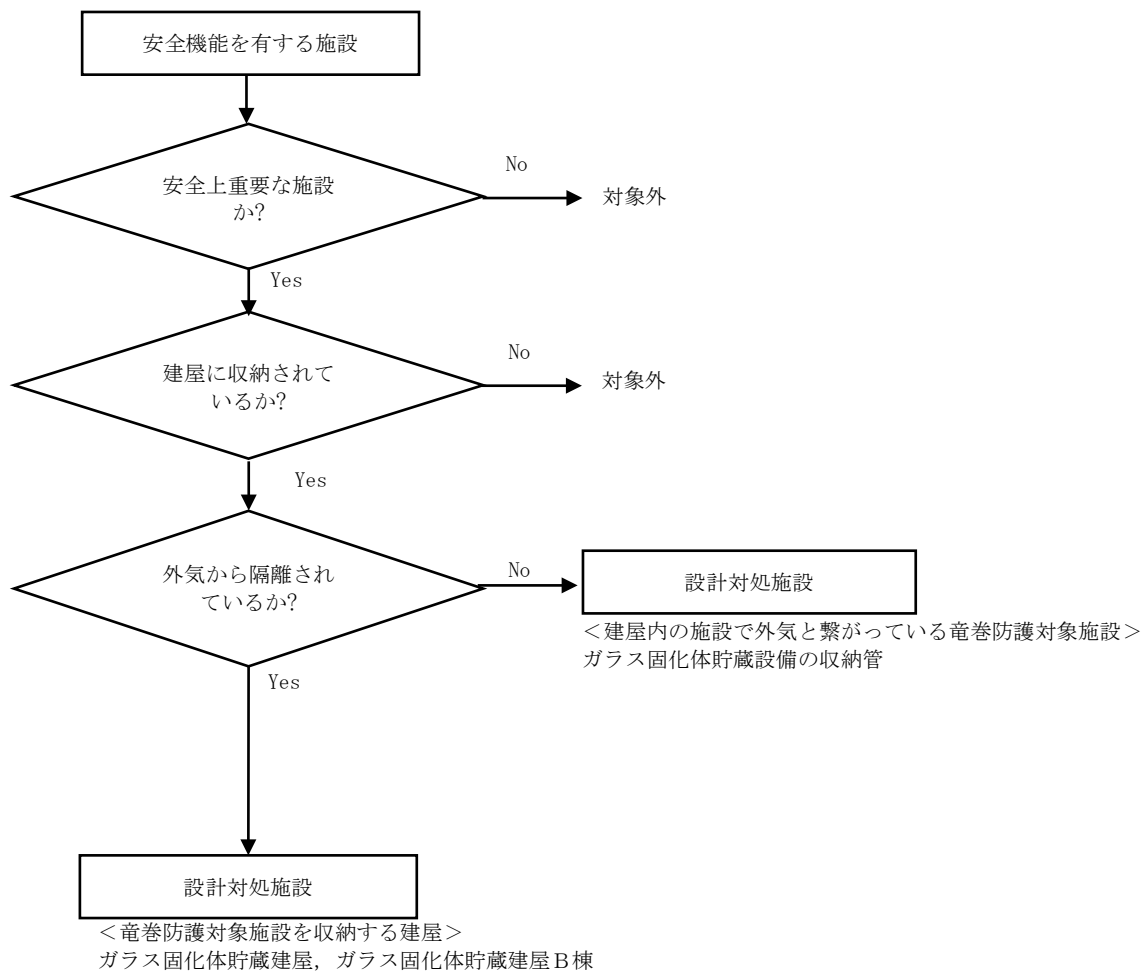 安全機能を有する施設
安全上重要な施設
か?
No
対象外
Yes
建屋に収納されて
いるか?
No
対象外
Yes
外気から隔離され
ているか?
No
設計対処施設
<建屋内の施設で外気と繋がっている竜巻防護対象施設>
ガラス固化体貯蔵設備の収納管
Yes
設計対処施設
<竜巻防護対象施設を収納する建屋>
ガラス固化体貯蔵建屋，ガラス固化体貯蔵建屋Ｂ棟